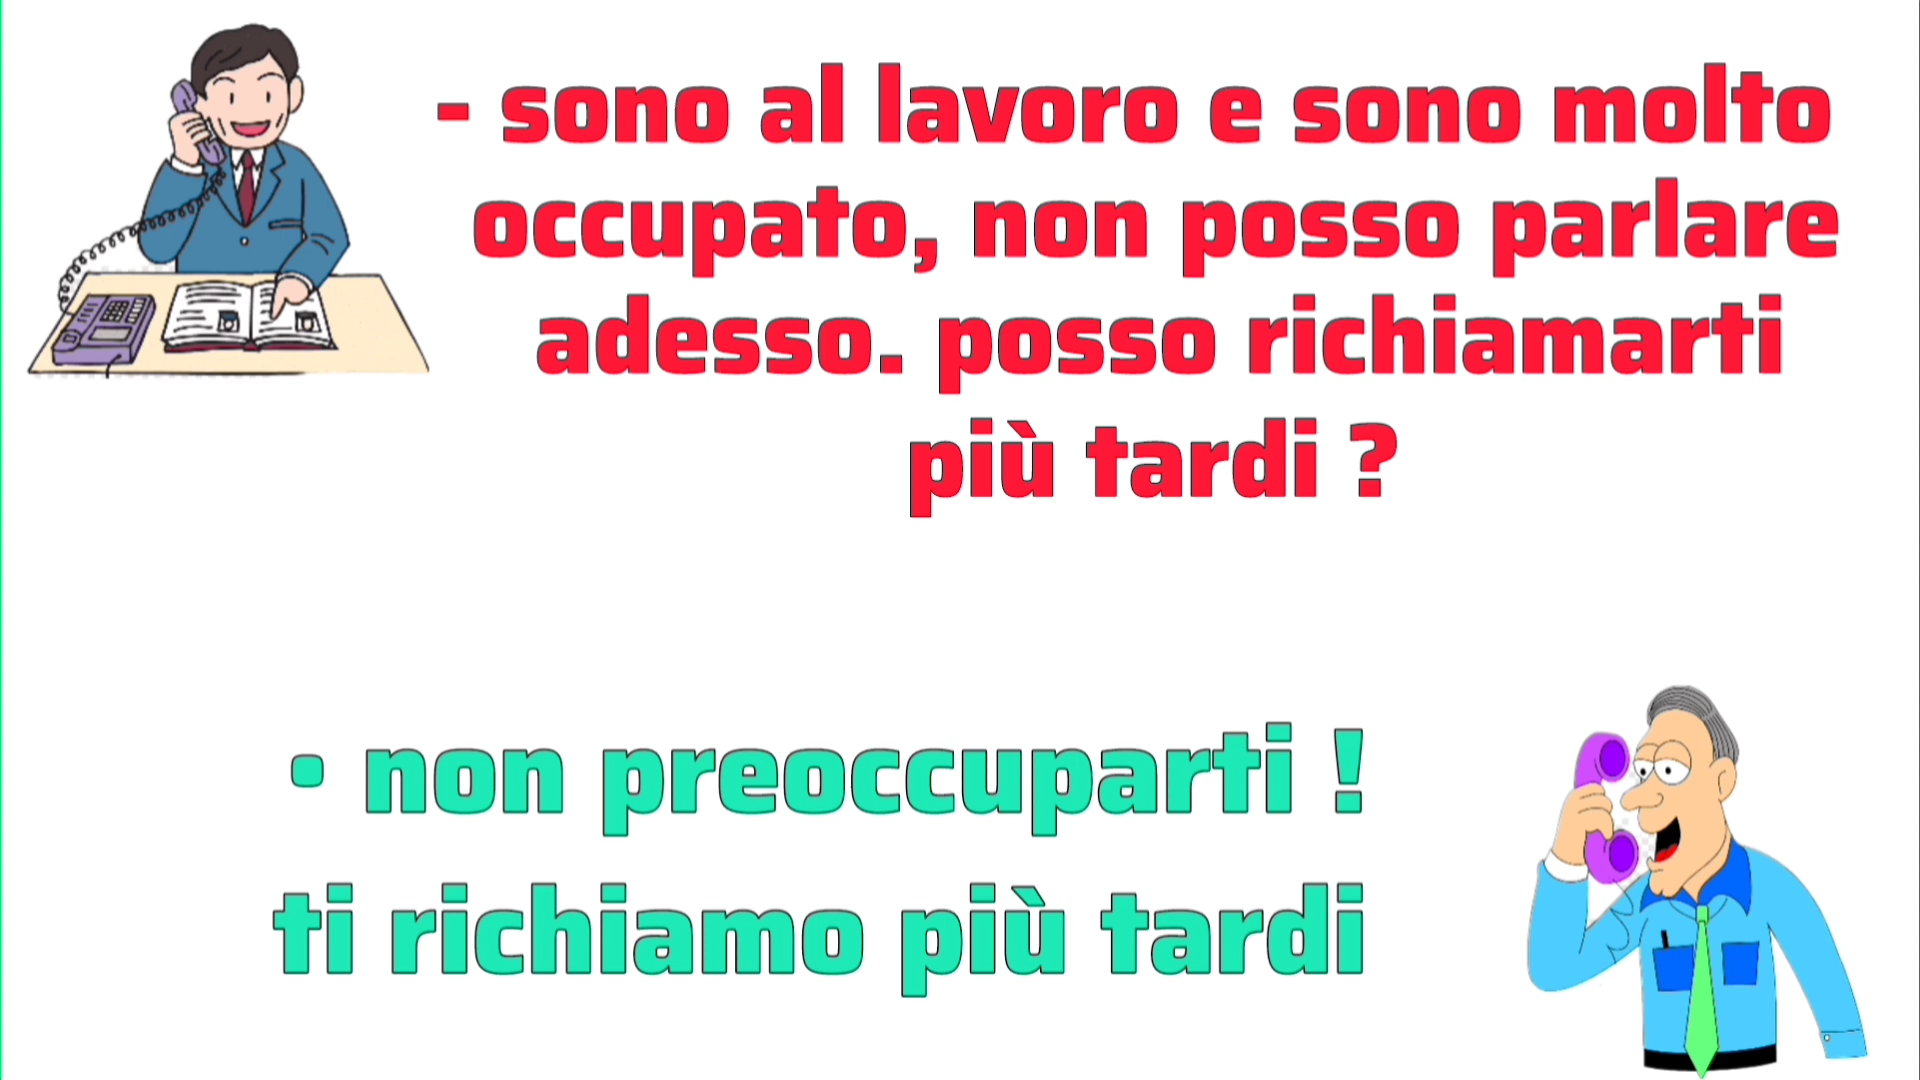 - sono al lavoro e sono molto
occupato, non posso parlare
adesso. posso richiamarti
più tardi ?
• non preoccuparti !
ti richiamo più tardi